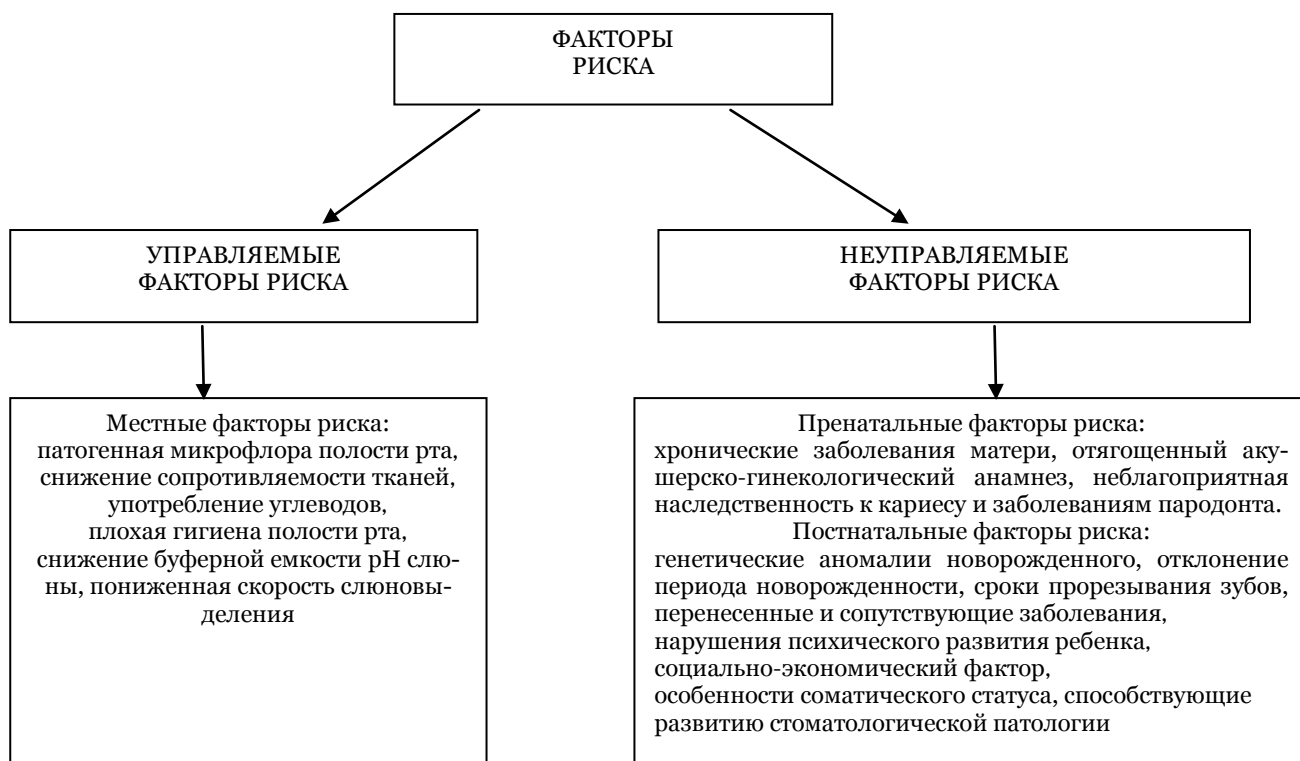 ФАКТОРЫ
РИСКА
УПРАВЛЯЕМЫЕ
ФАКТОРЫ РИСКА
НЕУПРАВЛЯЕМЫЕ
ФАКТОРЫ РИСКА
Местные факторы риска:
патогенная микрофлора полости рта,
снижение сопротивляемости тканей,
употребление углеводов,
плохая гигиена полости рта,
снижение буферной емкости рН слю-
ны, пониженная скорость слюновы-
деления
Пренатальные факторы риска:
хронические заболевания матери, отягощенный аку-
шерско-гинекологический анамнез, неблагоприятная
наследственность к кариесу и заболеваниям пародонта.
Постнатальные факторы риска:
генетические аномалии новорожденного, отклонение
периода новорожденности, сроки прорезывания зубов,
перенесенные и сопутствующие заболевания,
нарушения психического развития ребенка,
социально-экономический фактор,
особенности соматического статуса, способствующие
развитию стоматологической патологии